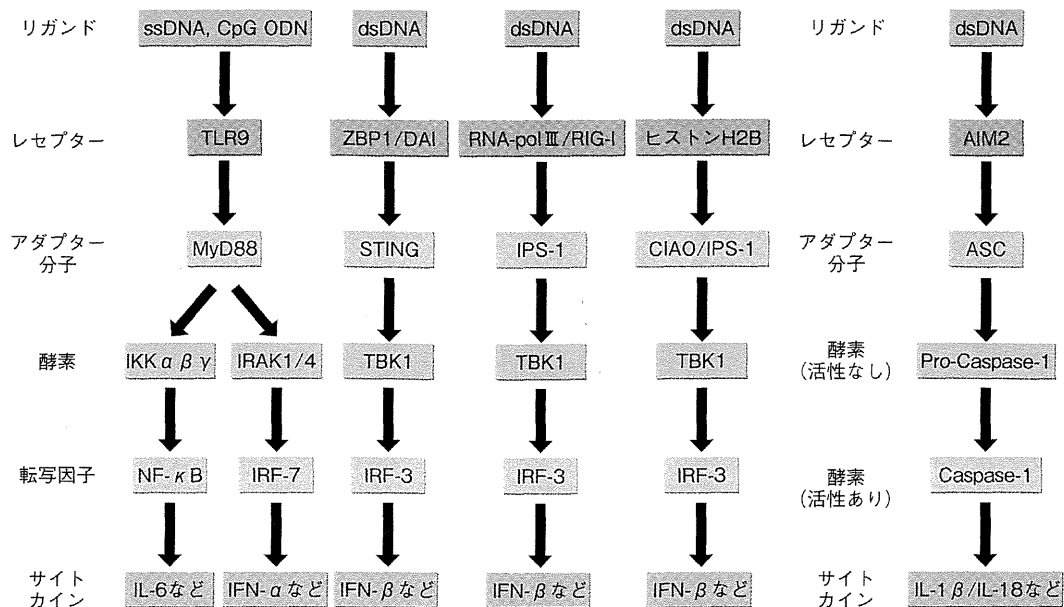 リガンド
ssDNA, CpG ODN
dsDNA
dsDNA
dsDNA
リガンド
dsDNA
レセプター
TLR9
ZBP1/DAI
RNA-polⅢ/RIG-I
ヒストンH2B
レセプター
AIM2
アダプター
分子
MyD88
STING
IPS-1
CIAO/IPS-1
アダプター
分子
ASC
酵素
IKKαβγ
IRAK1/4
TBK1
TBK1
TBK1
酵素
(活性なし)
Pro-Caspase-1
転写因子
NF-κB
IRF-7
IRF-3
IRF-3
IRF-3
酵素
(活性あり)
Caspase-1
サイト
カイン
IL-6など
IFN-αなど
IFN-βなど
IFN-βなど
IFN-βなど
サイト
カイン
IL-1β/IL-18など